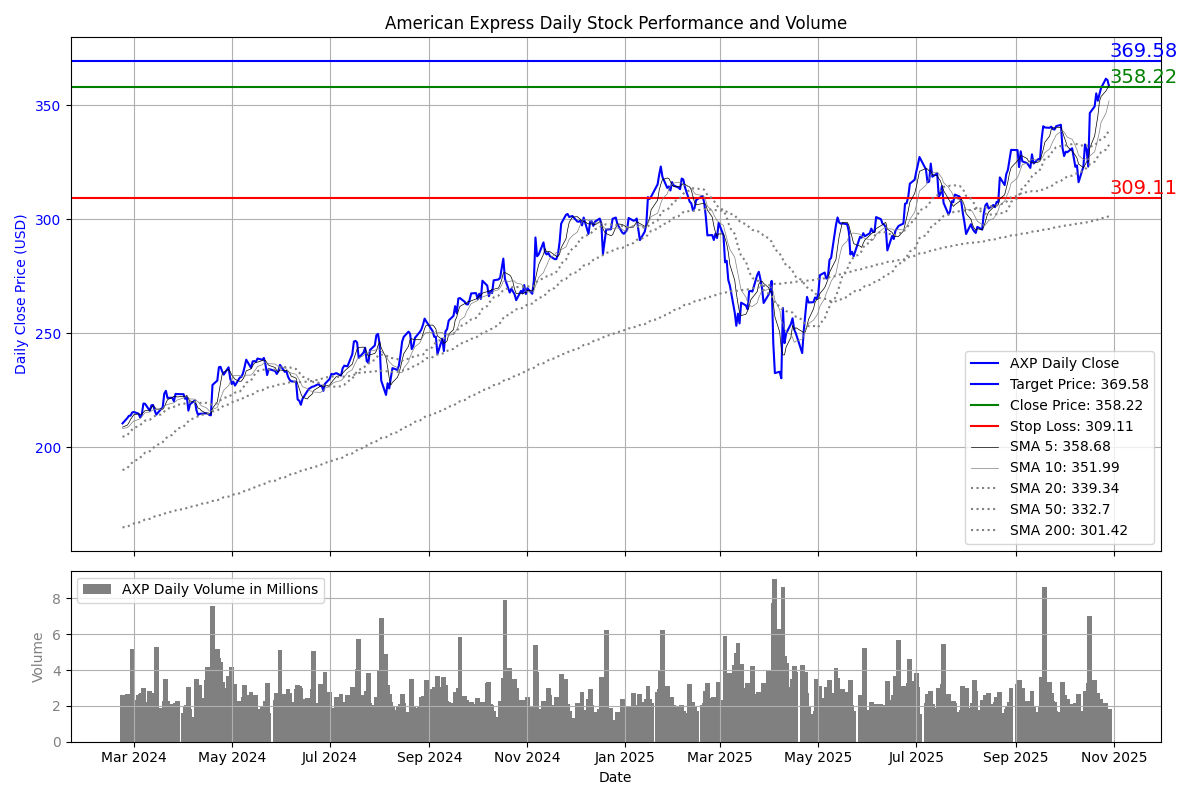 American Express Daily Stock Performance and Volume
369.58
358.22
309.11
350
300
250
200
Daily Close Price (USD)
AXP Daily Close
Target Price: 369.58
Close Price: 358.22
Stop Loss: 309.11
SMA 5: 358.68
SMA 10: 351.99
SMA 20: 339.34
SMA 50: 332.7
SMA 200: 301.42
AXP Daily Volume in Millions
8
6
4
2
0
Volume
Mar 2024 May 2024 Jul 2024 Sep 2024 Nov 2024 Jan 2025 Mar 2025 May 2025 Jul 2025 Sep 2025 Nov 2025
Date